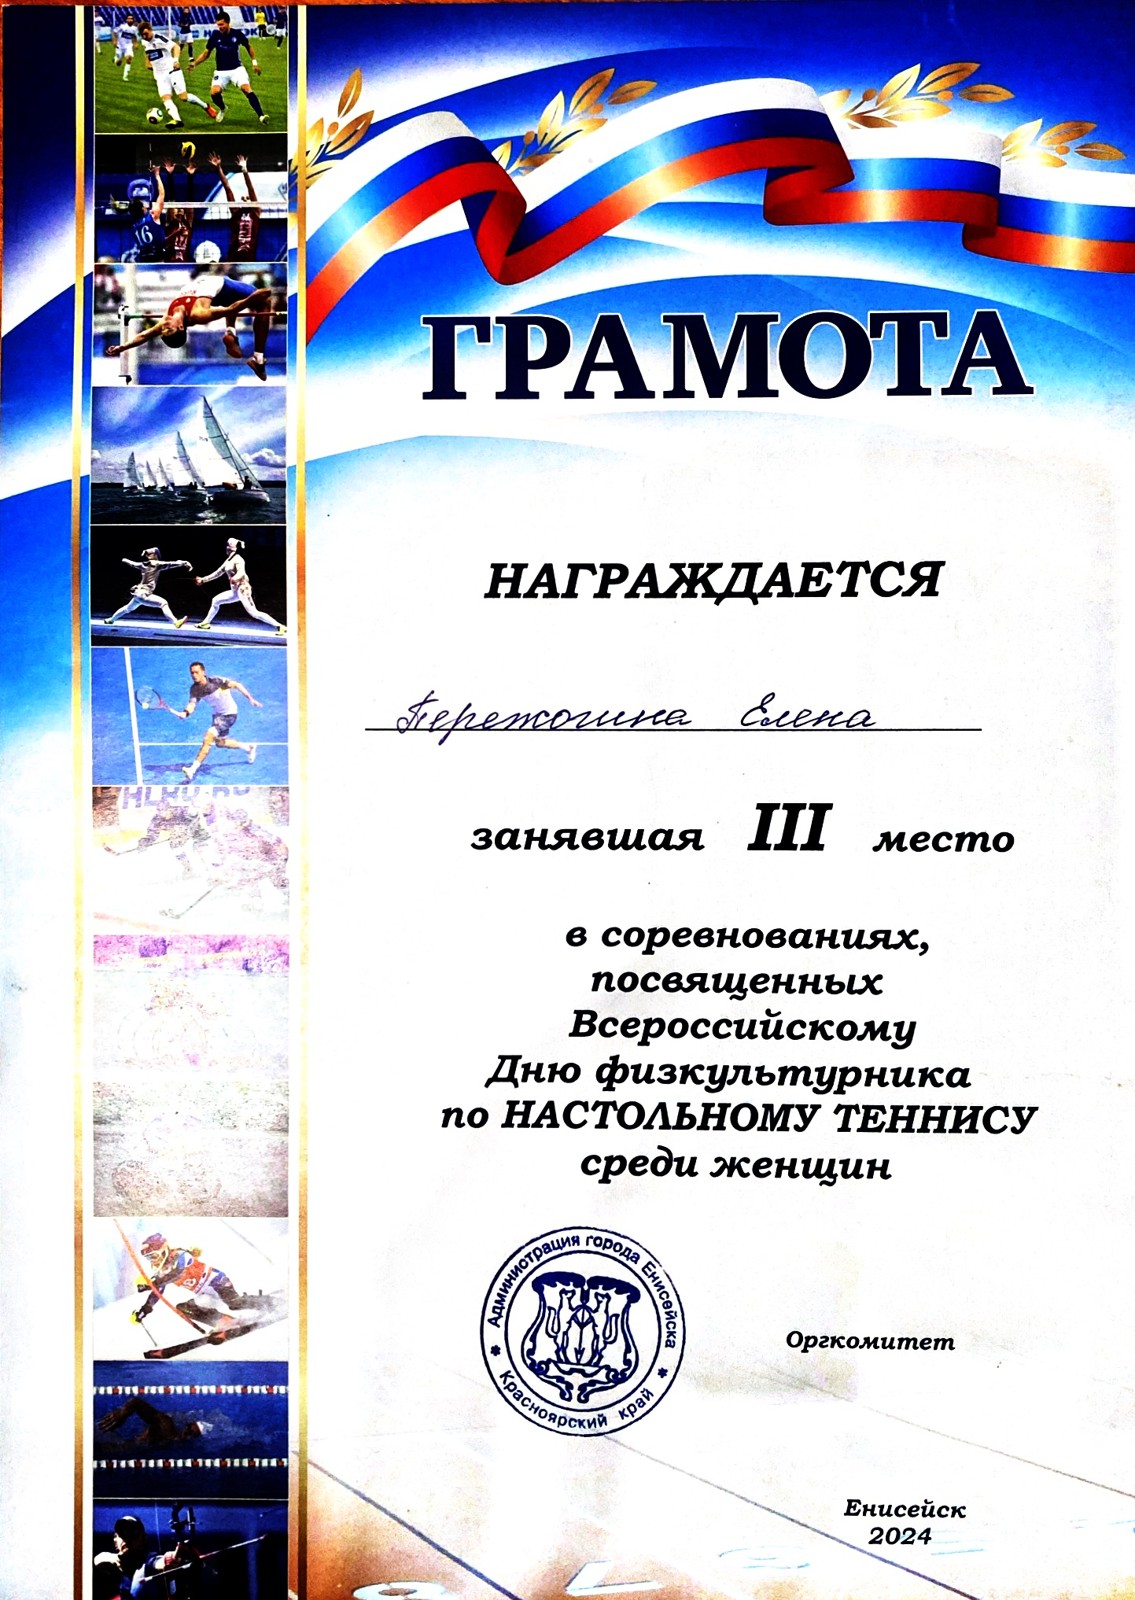 ГРАМОТА
НАГРАЖДАЕТСЯ
Пережогина Елена
занявшая III место
в соревнованиях,
посвященных
Всероссийскому
Дню физкультурника
по НАСТОЛЬНОМУ ТЕННИСУ
среди женщин
Администрация города Енисейска
Красноярский край
Оргкомитет
Енисейск
2024
16